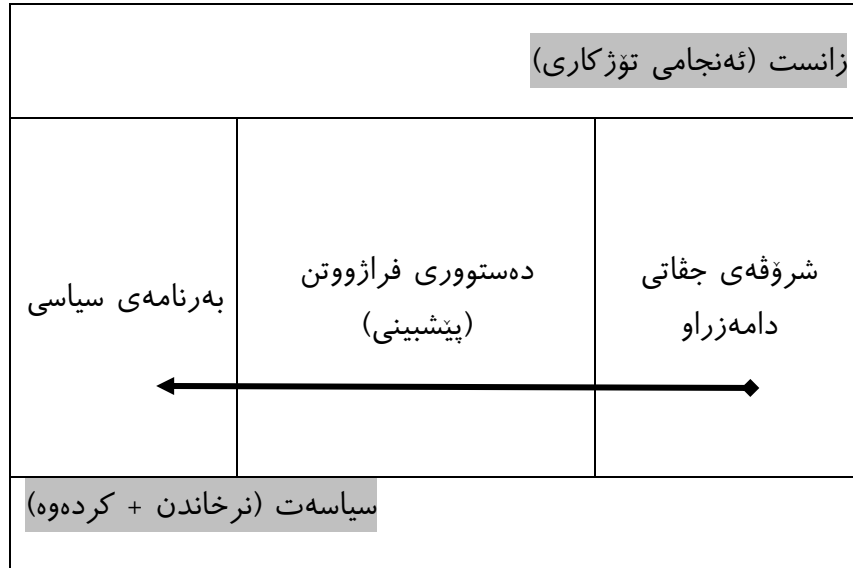 زانست (ئەنجامی تۆژکاری)
شرۆڤەی جڤاتی
دامەزراو
دەستووری فراژووتن
(پێشبینی)
بەرنامەی سیاسی
سیاسەت (نرخاندن + کردەوە)